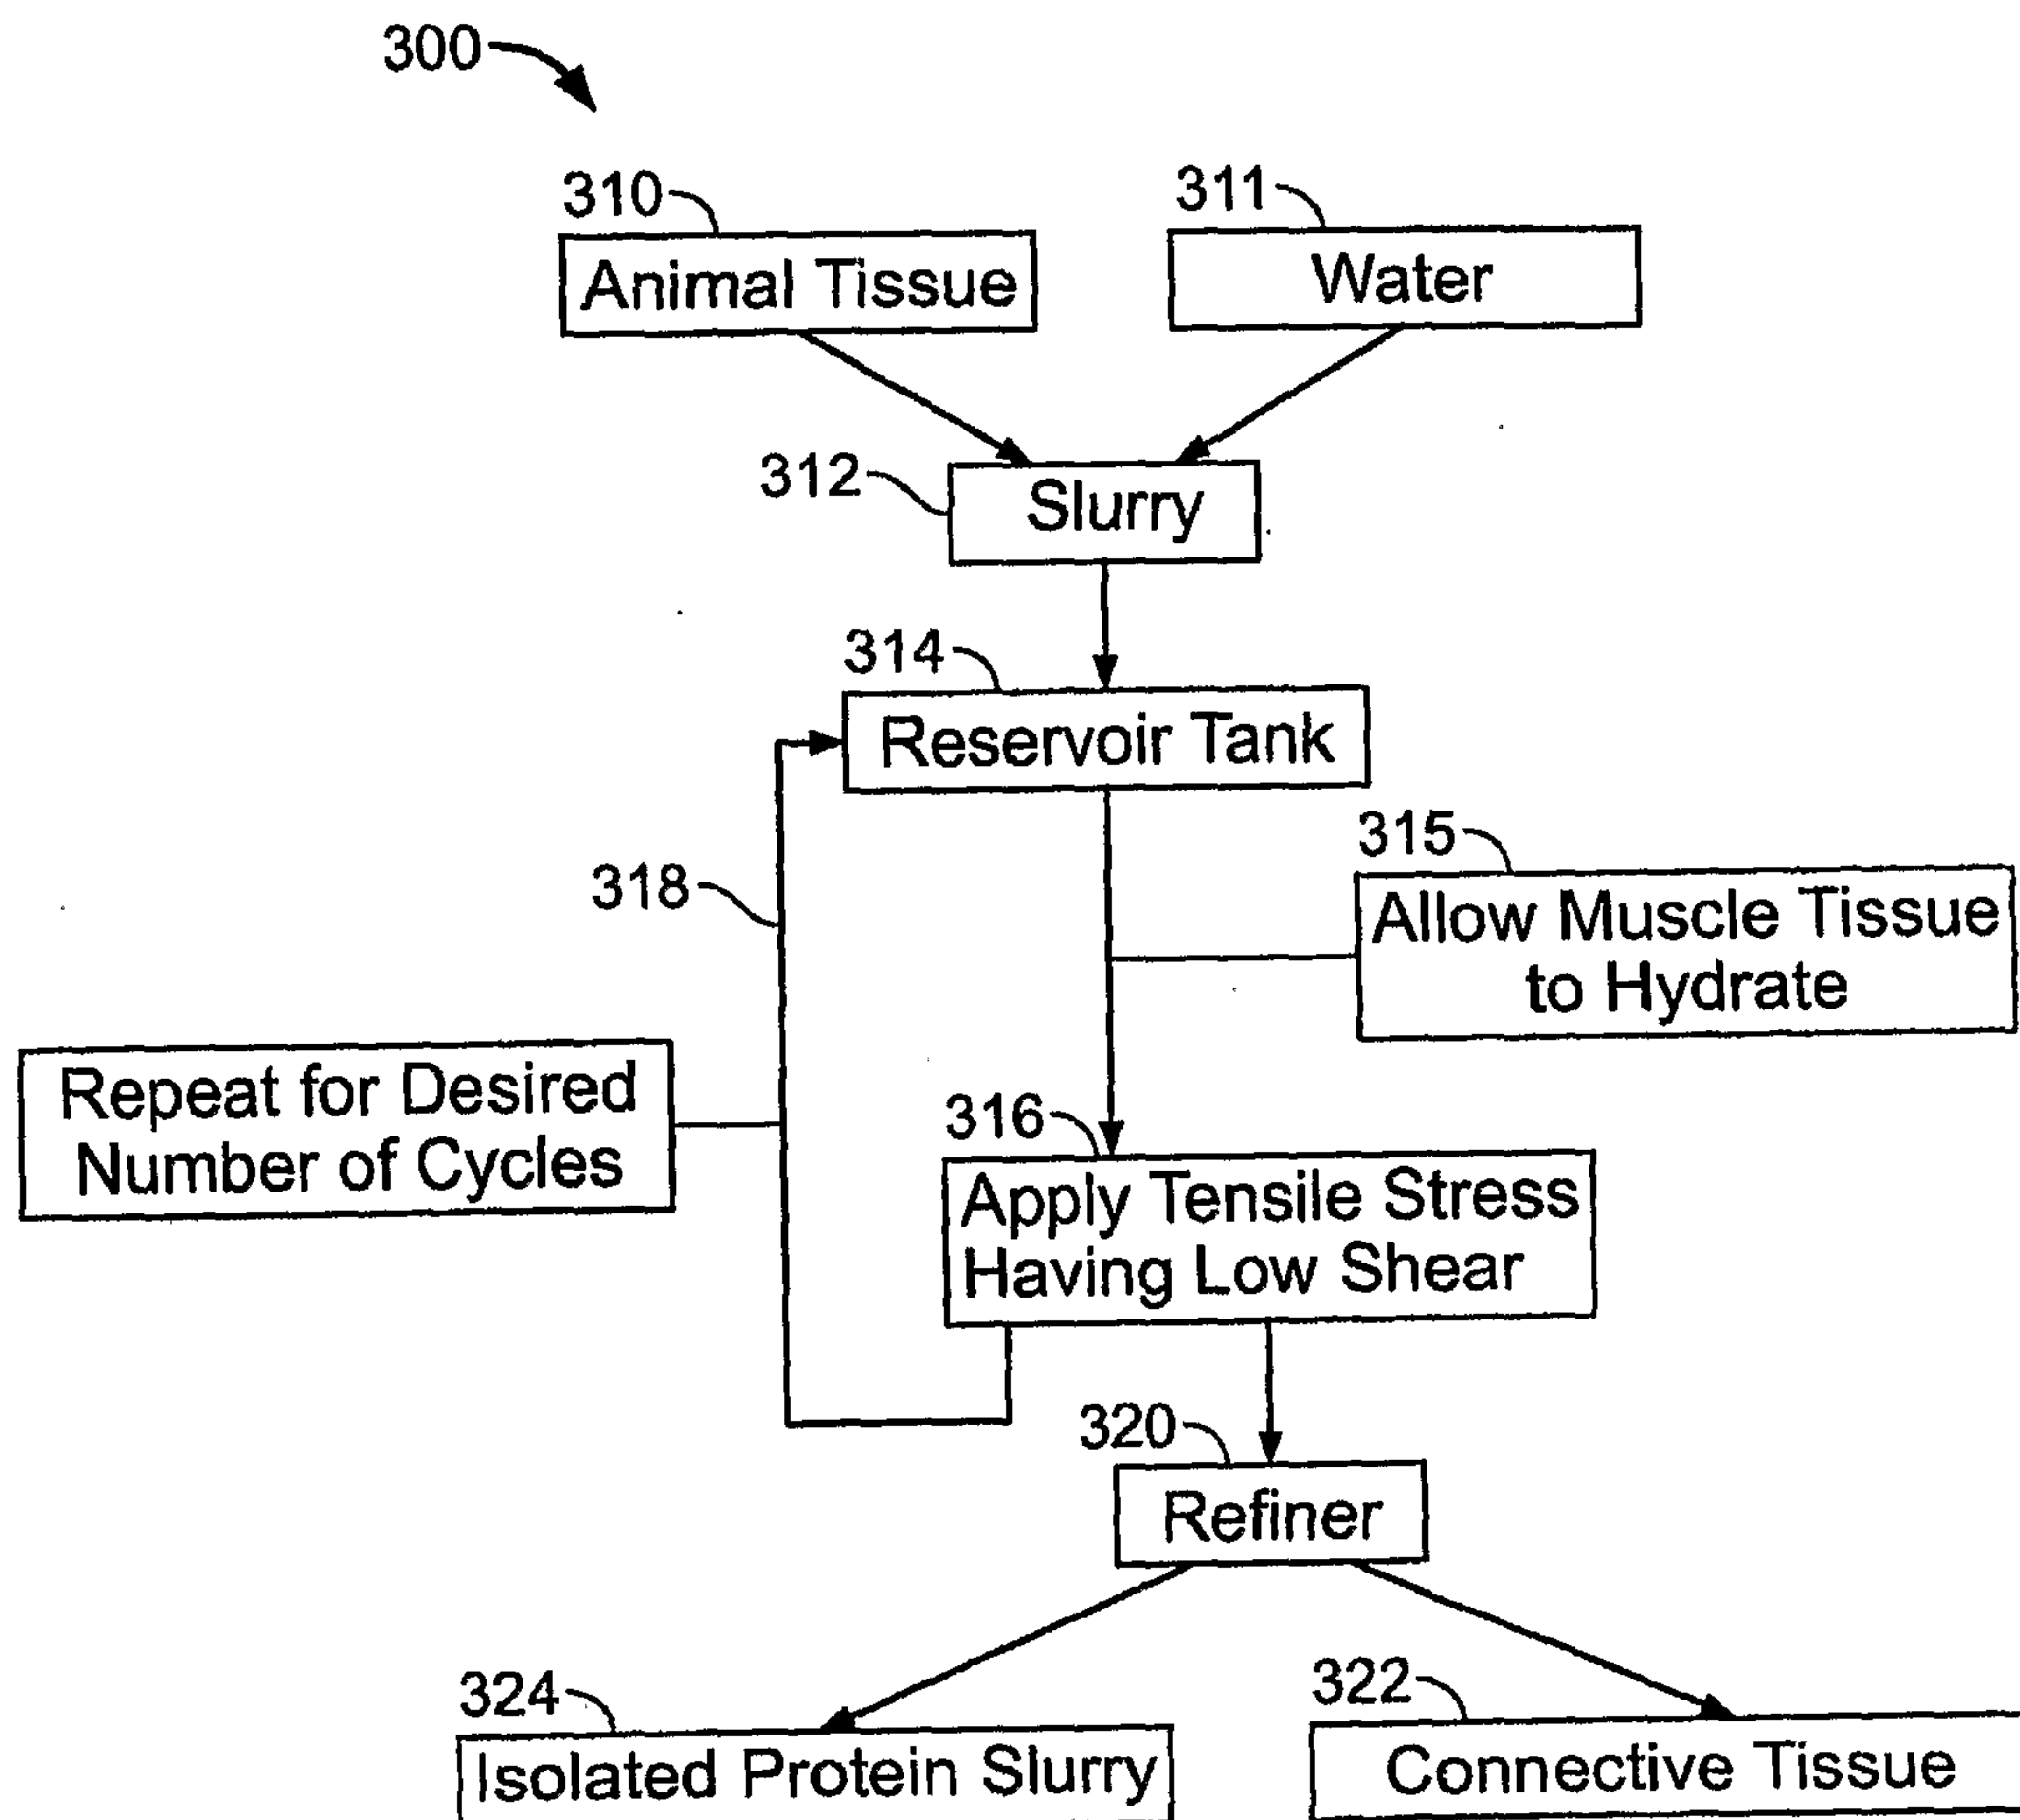 300
310
311
Animal Tissue
Water
312
Slurry
314
Reservoir Tank
315
318
Allow Muscle Tissue
to Hydrate
Repeat for Desired
Number of Cycles
316
Apply Tensile Stress
Having Low Shear
320
Refiner
324
322
Isolated Protein Slurry
Connective Tissue